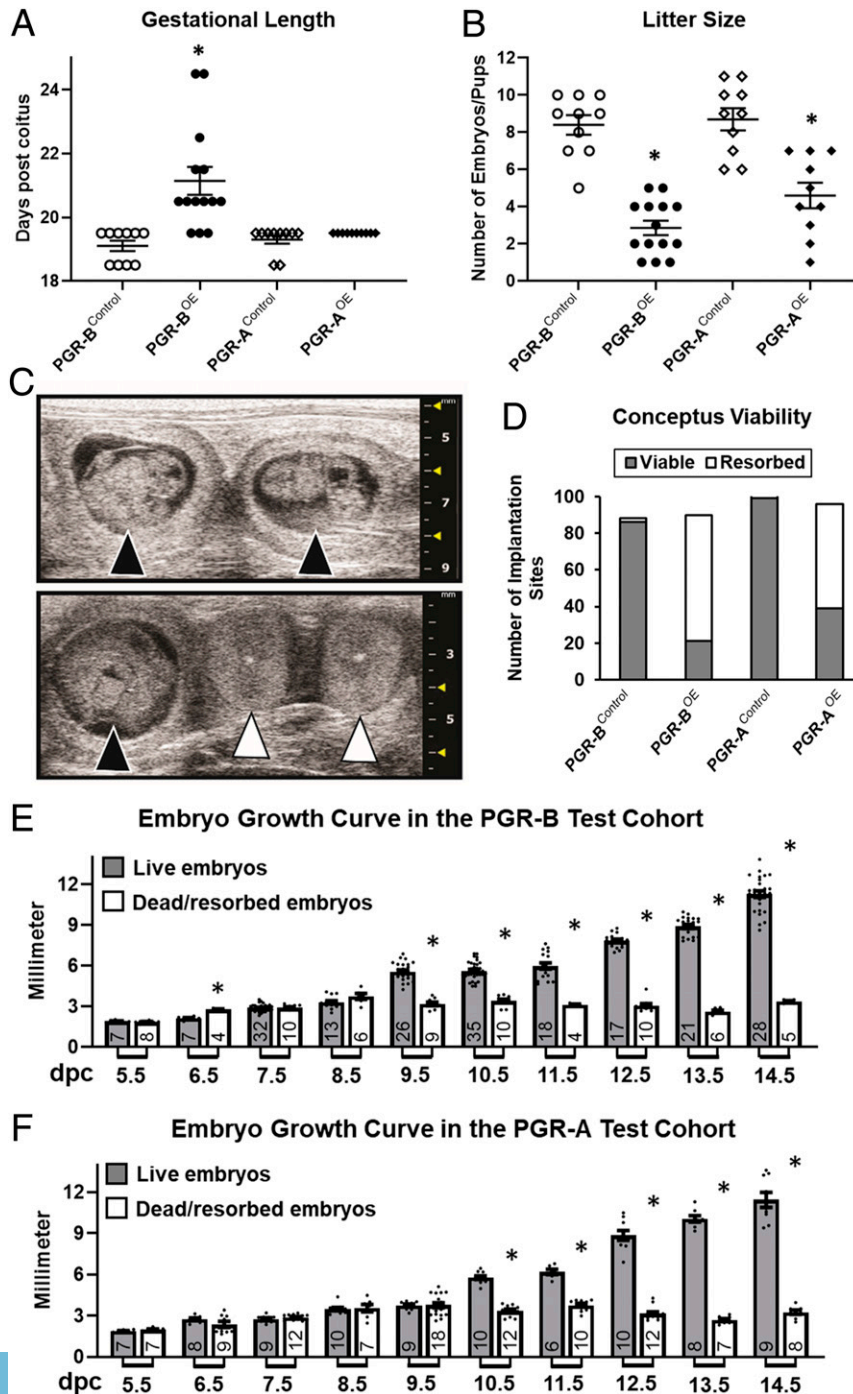 A
Gestational Length
*
24
22
20
18
Days post coitus
PGR-B Control
PGR-B OE
PGR-A Control
PGR-A OE
B
Litter Size
12
10
8
6
4
2
0
Number of Embryos/Pups
*
*
PGR-B Control
PGR-B OE
PGR-A Control
PGR-A OE
C
mm
5
7
9
mm
3
5
D
Conceptus Viability
Viable Resorbed
100
80
60
40
20
0
Number of Implantation
Sites
PGR-B Control
PGR-B OE
PGR-A Control
PGR-A OE
E
Embryo Growth Curve in the PGR-B Test Cohort
Live embryos
Dead/resorbed embryos
12
9
6
3
0
Millimeter
* * * * * * *
7 8 7 4 32 10 13 6 26 9 35 10 18 4 17 10 21 6 28 5
dpc 5.5 6.5 7.5 8.5 9.5 10.5 11.5 12.5 13.5 14.5
F
Embryo Growth Curve in the PGR-A Test Cohort
Live embryos
Dead/resorbed embryos
12
9
6
3
0
Millimeter
* * * * *
7 7 8 9 9 12 10 7 9 18 10 12 6 10 10 12 8 7 9 8
dpc 5.5 6.5 7.5 8.5 9.5 10.5 11.5 12.5 13.5 14.5